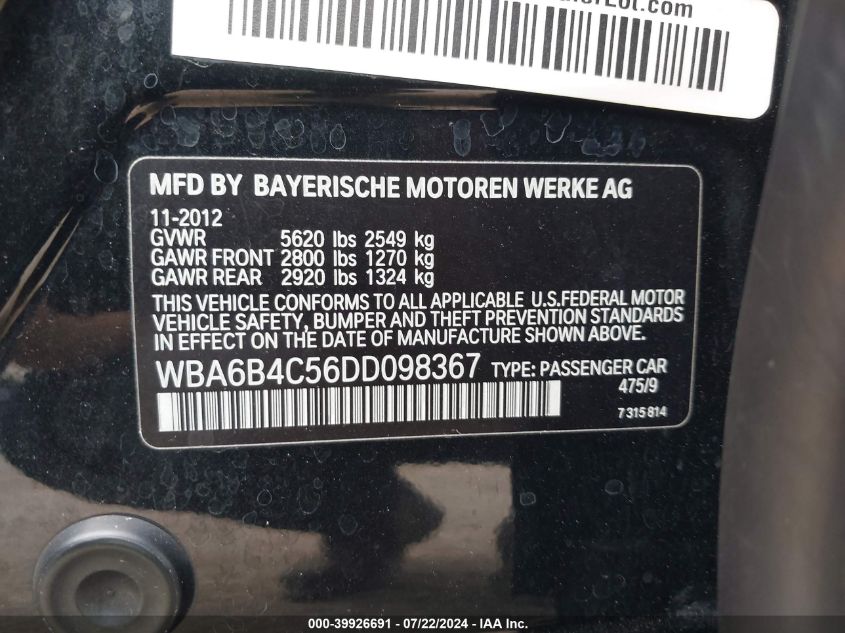 .com
MFD BY BAYERISCHE MOTOREN WERKE AG
11-2012
GVWR 5620 lbs 2549 kg
GAWR FRONT 2800 lbs 1270 kg
GAWR REAR 2920 lbs 1324 kg
THIS VEHICLE CONFORMS TO ALL APPLICABLE U.S.FEDERAL MOTOR
VEHICLE SAFETY, BUMPER AND THEFT PREVENTION STANDARDS
IN EFFECT ON THE DATE OF MANUFACTURE SHOWN ABOVE.
WBA6B4C56DD098367 TYPE: PASSENGER CAR
475/9
7 315 814
000-39926691 - 07/22/2024 - IAA Inc.